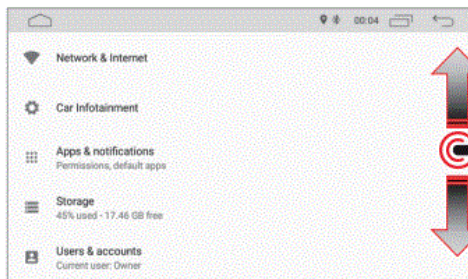 00:04
Network & Internet
Car Infotainment
Apps & notifications
Permissions, default apps
Storage
45% used - 17.46 GB free
Users & accounts
Current user: Owner